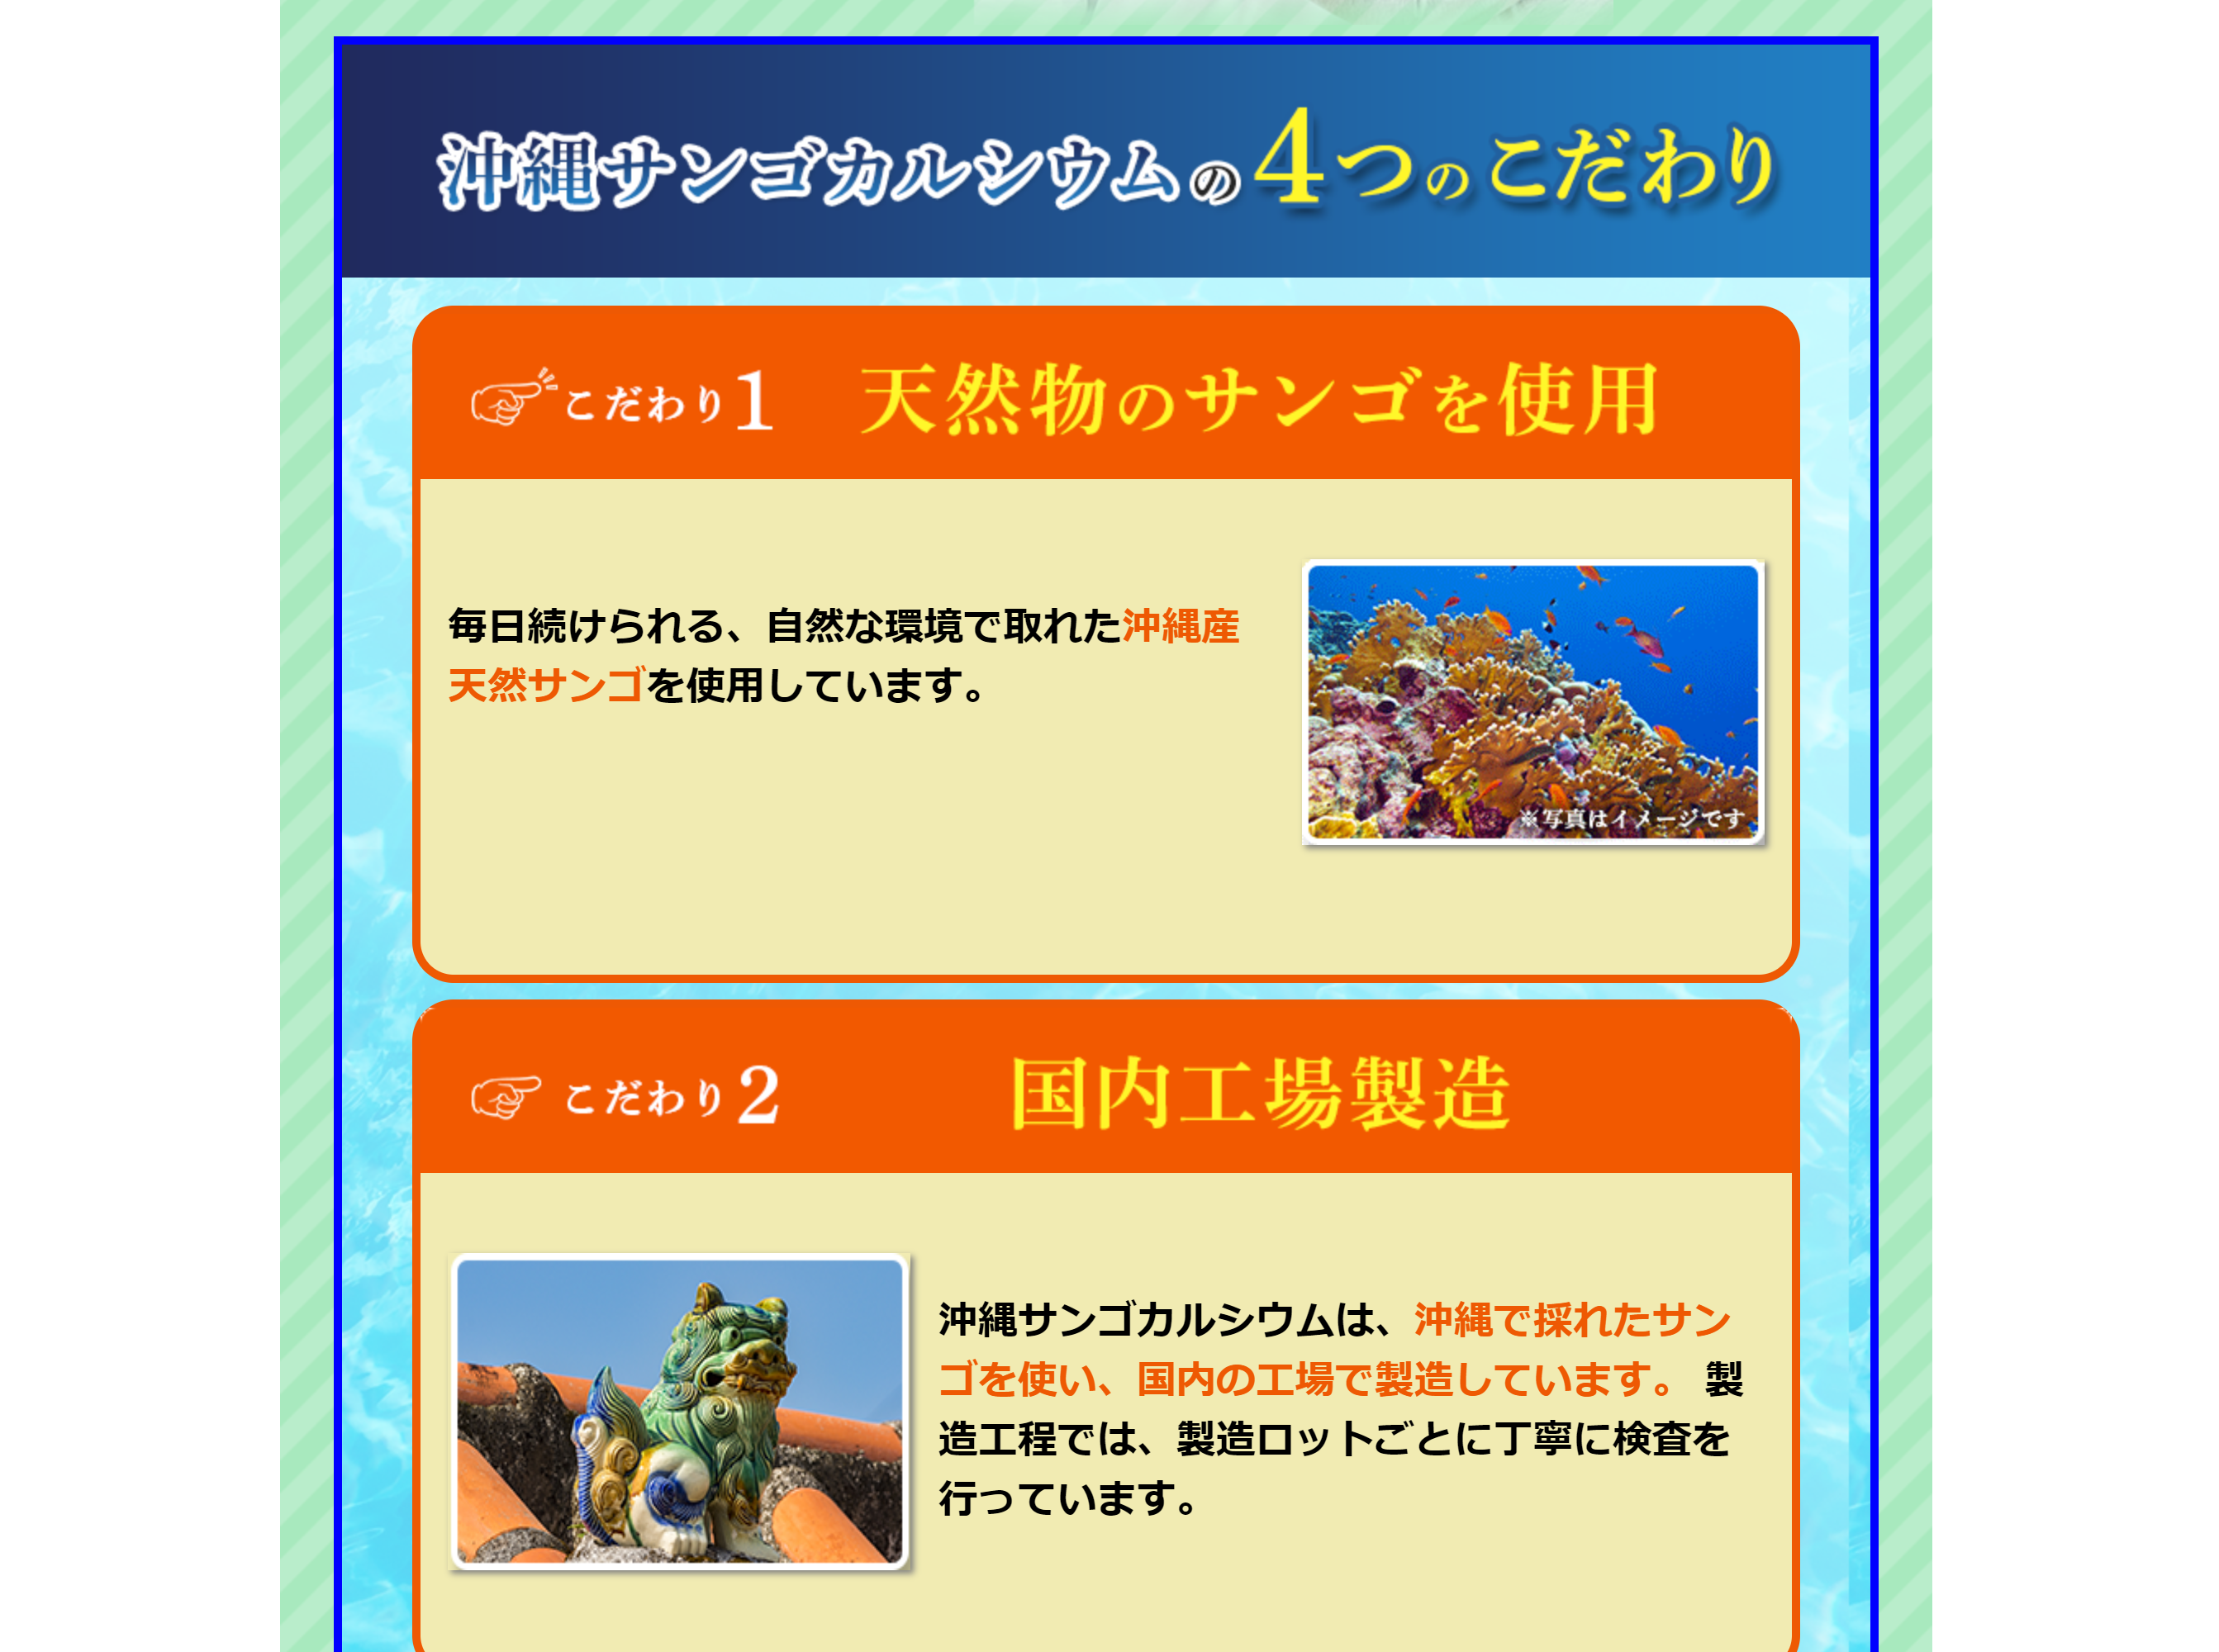 沖縄サンゴカルシウムの4つのこだわり
こだわり1 天然物のサンゴを使用
毎日続けられる、自然な環境で取れた沖縄産
天然サンゴを使用しています。
※写真はイメージです
こだわり2 国内工場製造
沖縄サンゴカルシウムは、沖縄で採れたサン
ゴを使い、国内の工場で製造しています。 製
造工程では、製造ロットごとに丁寧に検査を
行っています。